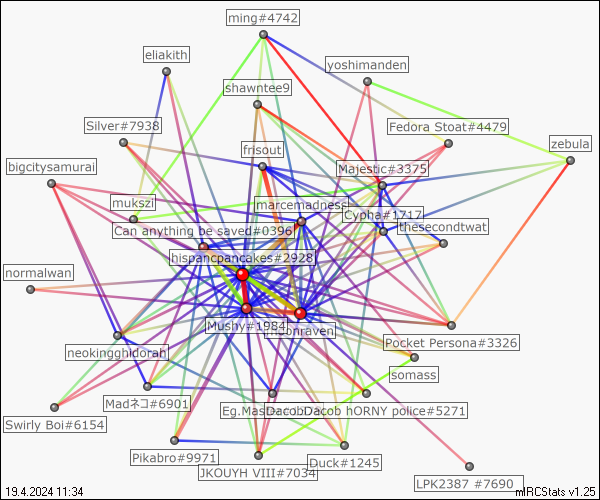 ming#4742
eliakith
yoshimanden
shawntee9
Silver#7938
Fedora Stoat#4479
frisout
zebula
bigcitysamurai
Majestic#3375
mukszi
marcemadness
Cypha#1717
thesecondtwat
Can anything be saved#0396
hispancpancakes#2928
normalwan
Mushy#1984
neokingghidorah
Pocket Persona#3326
somass
Madネコ#6901
Dacob hORNY police#5271
Swirly Boi#6154
Pikabro#9971
Duck#1245
JKOUYH VIII#7034
LPK2387 #7690
19.4.2024 11:34
mIRCStats v1.25